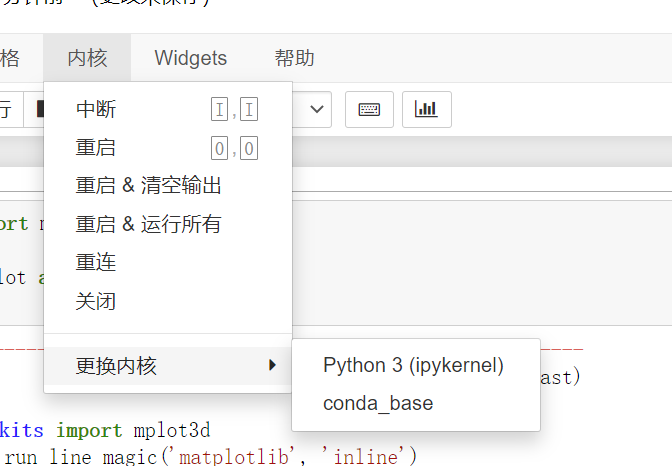 格 内核 Widgets 帮助
行
中断 I,I
重启 0,0
重启 & 清空输出
重启 & 运行所有
重连
关闭
更换内核
Python 3 (ipykernel)
conda_base
ort m
lot a
ast)
kits import mplot3d
run line magic('matplotlib', 'inline')